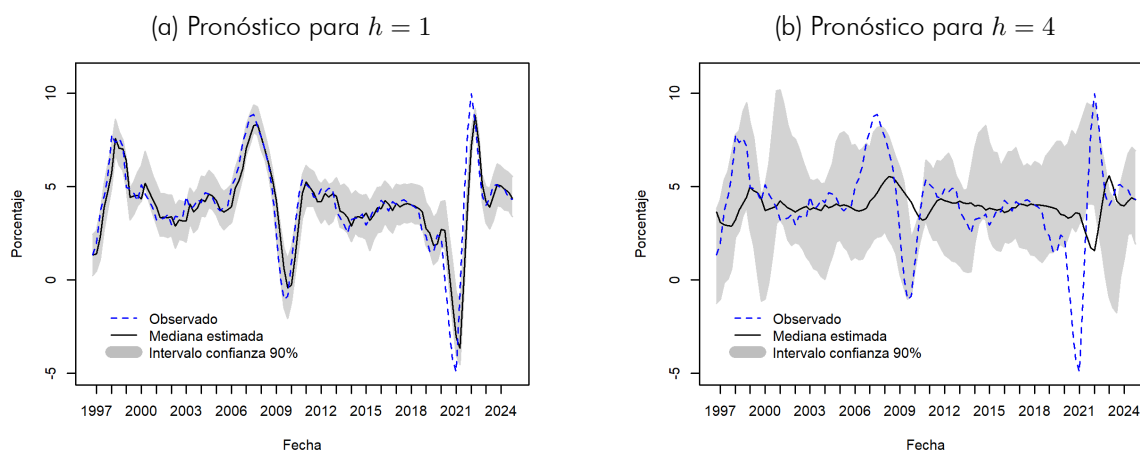 (a) Pronóstico para h = 1
Porcentaje
10
5
0
-5
Observado
Mediana estimada
Intervalo confianza 90%
1997 2000 2003 2006 2009 2012 2015 2018 2021 2024
Fecha
(b) Pronóstico para h = 4
Porcentaje
10
5
0
-5
Observado
Mediana estimada
Intervalo confianza 90%
1997 2000 2003 2006 2009 2012 2015 2018 2021 2024
Fecha